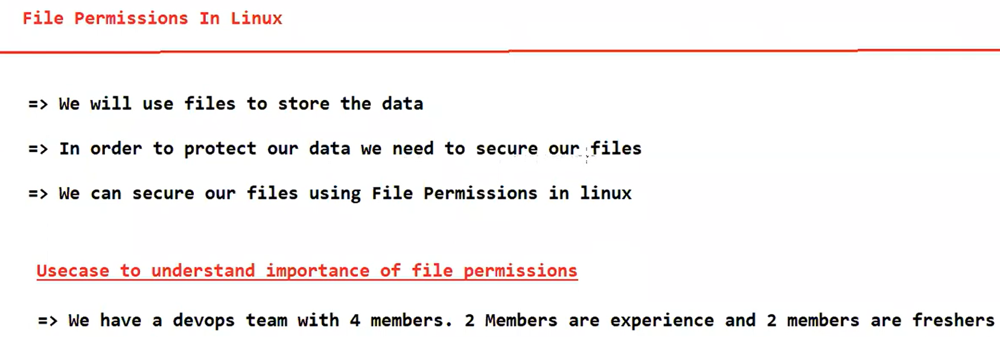 File Permissions In Linux
=> We will use files to store the data
=> In order to protect our data we need to secure our files
=> We can secure our files using File Permissions in linux
Usecase to understand importance of file permissions
=> We have a devops team with 4 members. 2 Members are experience and 2 members are freshers